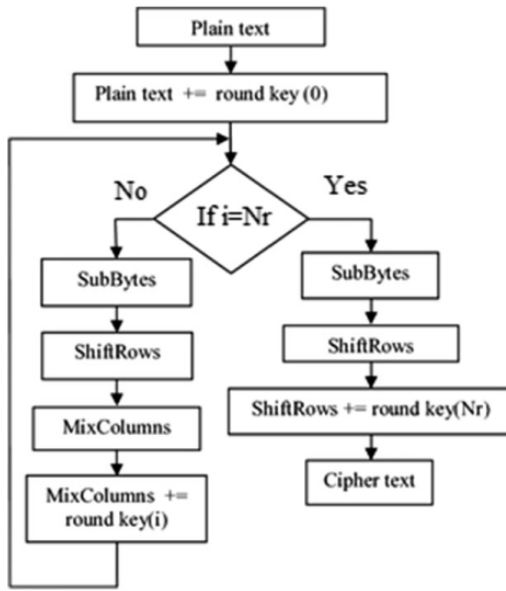 Plain text
Plain text += round key (0)
If i=Nr
No
Yes
SubBytes
ShiftRows
MixColumns
MixColumns +=
round key(i)
SubBytes
ShiftRows
ShiftRows += round key(Nr)
Cipher text